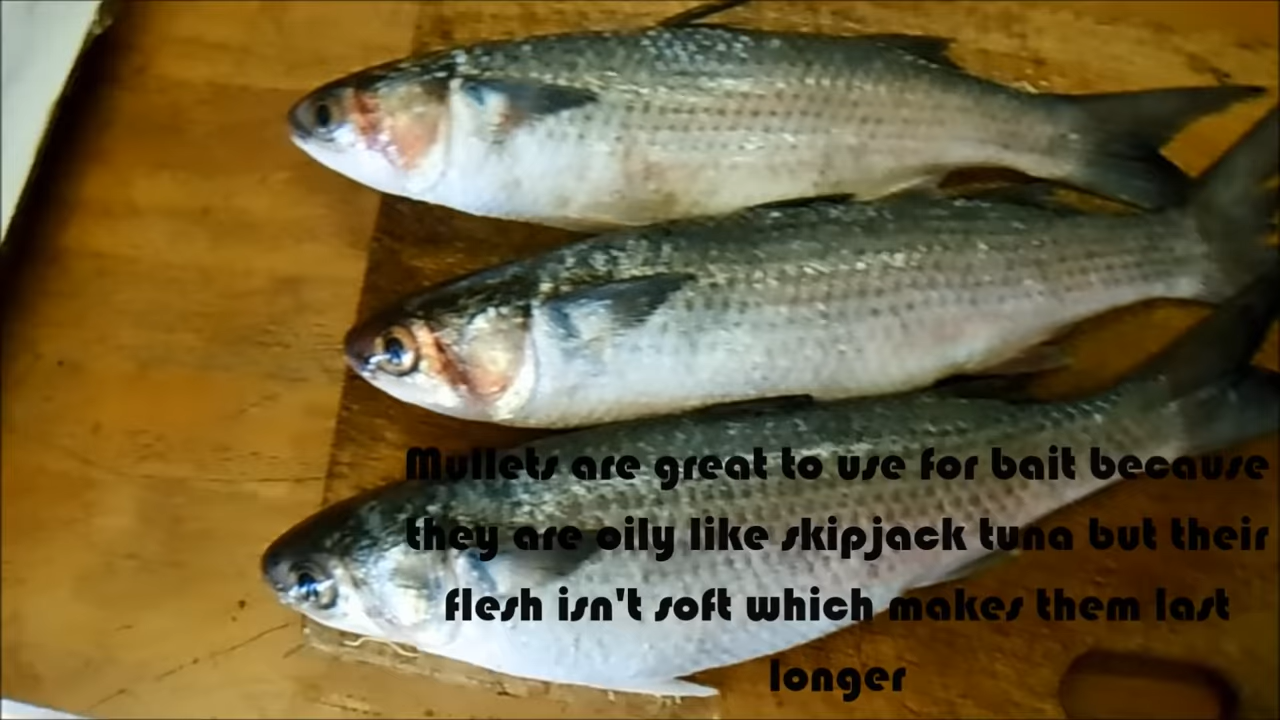 Mullets are great to use for bait because
they are oily like skipjack tuna but their
flesh isn't soft which makes them last
longer